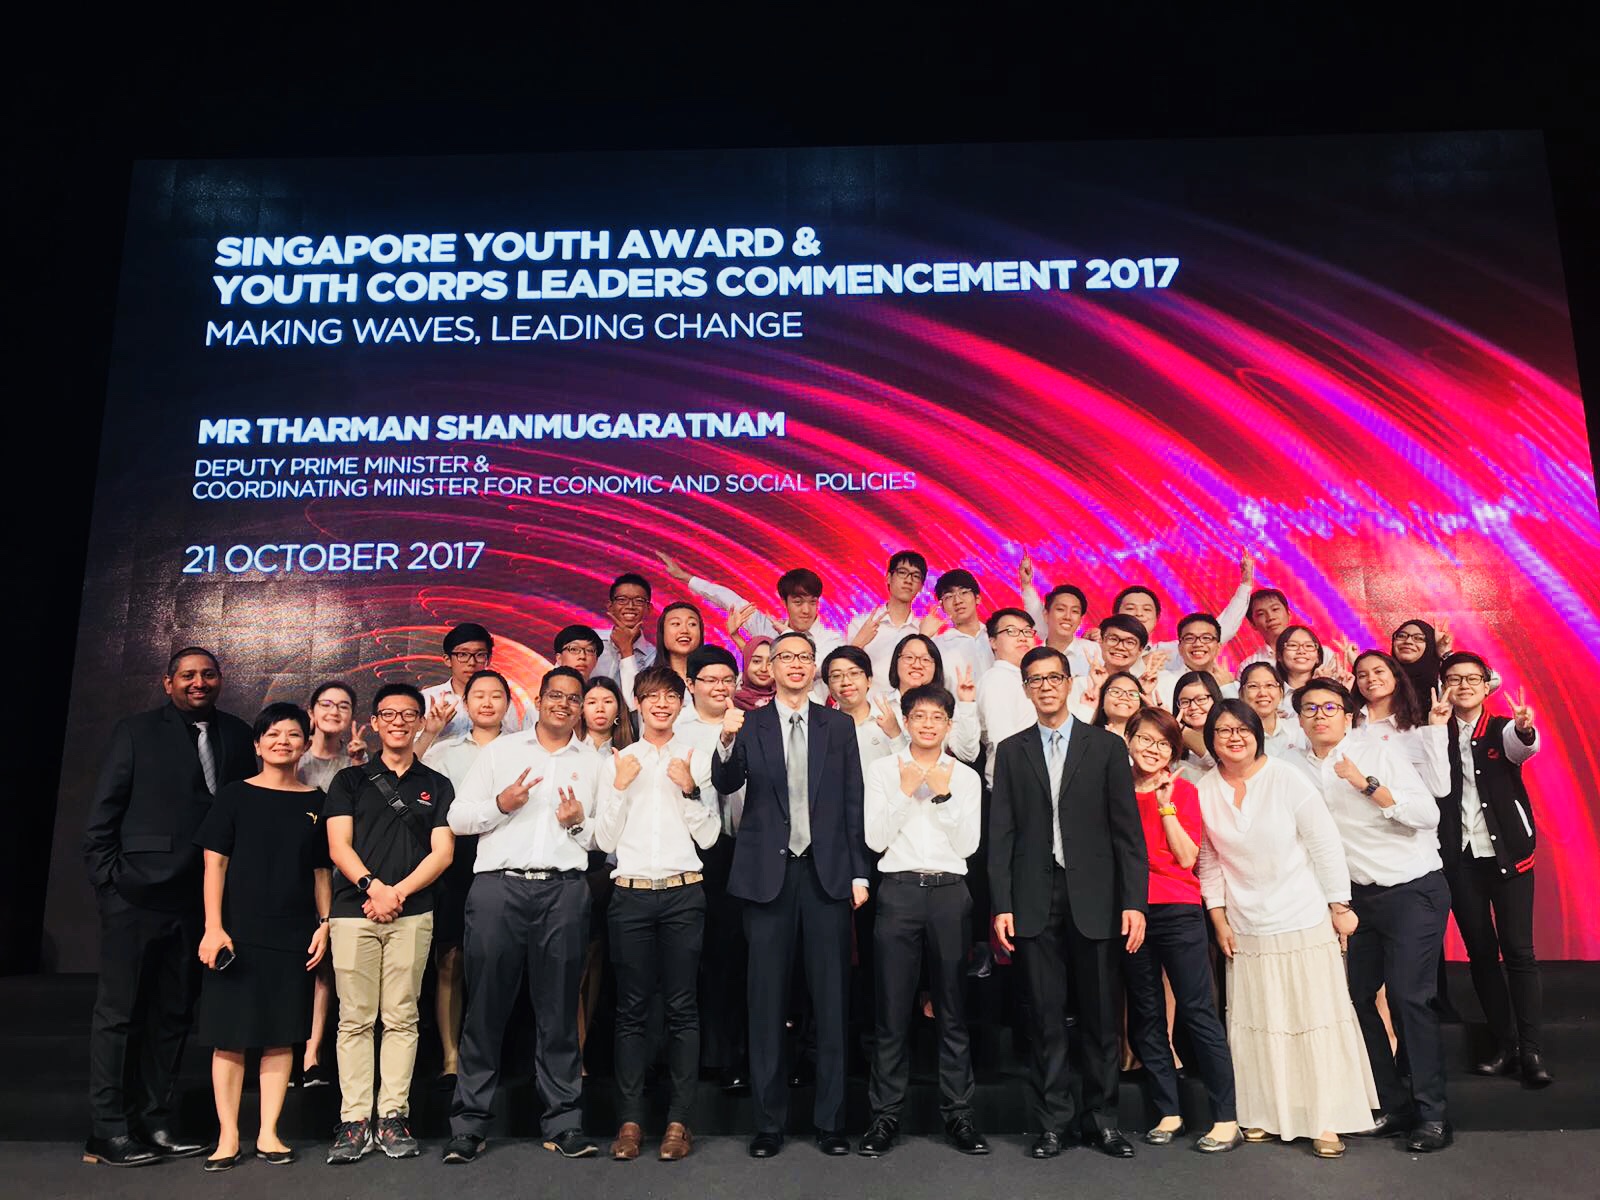 SINGAPORE YOUTH AWARD &
YOUTH CORPS LEADERS COMMENCEMENT 2017
MAKING WAVES, LEADING CHANGE
MR THARMAN SHANMUGARATNAM
DEPUTY PRIME MINISTER &
COORDINATING MINISTER FOR ECONOMIC AND SOCIAL POLICIES
21 OCTOBER 2017